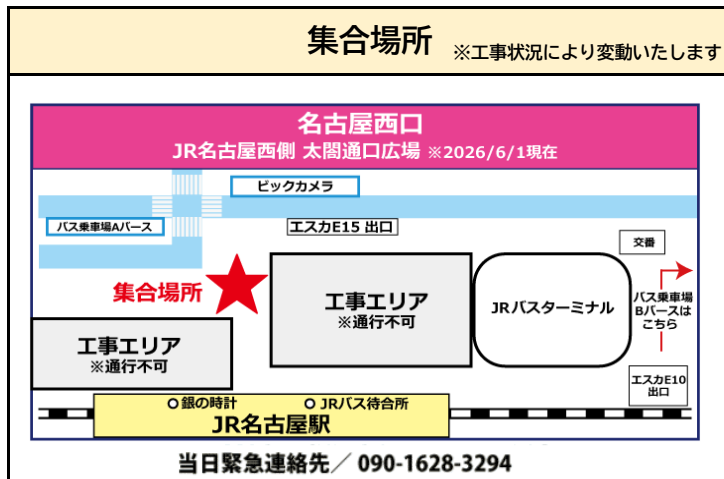 集合場所 ※工事状況により変動いたします
名古屋西口
JR名古屋西側 太閤通口広場 ※2026/6/1現在
ビックカメラ
バス乗車場Aバース
エスカE15 出口
交番
集合場所
工事エリア
※通行不可
JRバスターミナル
バス乗車場
Bバースは
こちら
工事エリア
※通行不可
エスカE10
出口
銀の時計
JRバス待合所
JR名古屋駅
当日緊急連絡先／ 090-1628-3294